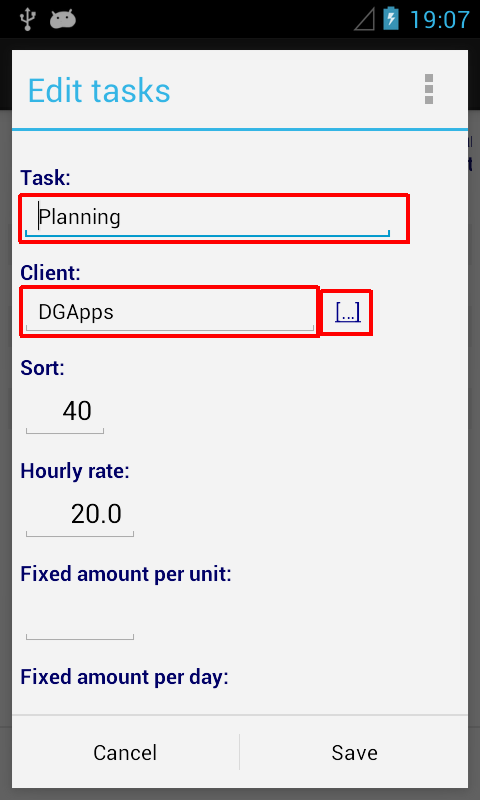 19:07
Edit tasks
Task:
Planning
Client:
DGApps
[...]
Sort:
40
Hourly rate:
20.0
Fixed amount per unit:
Fixed amount per day:
Cancel
Save